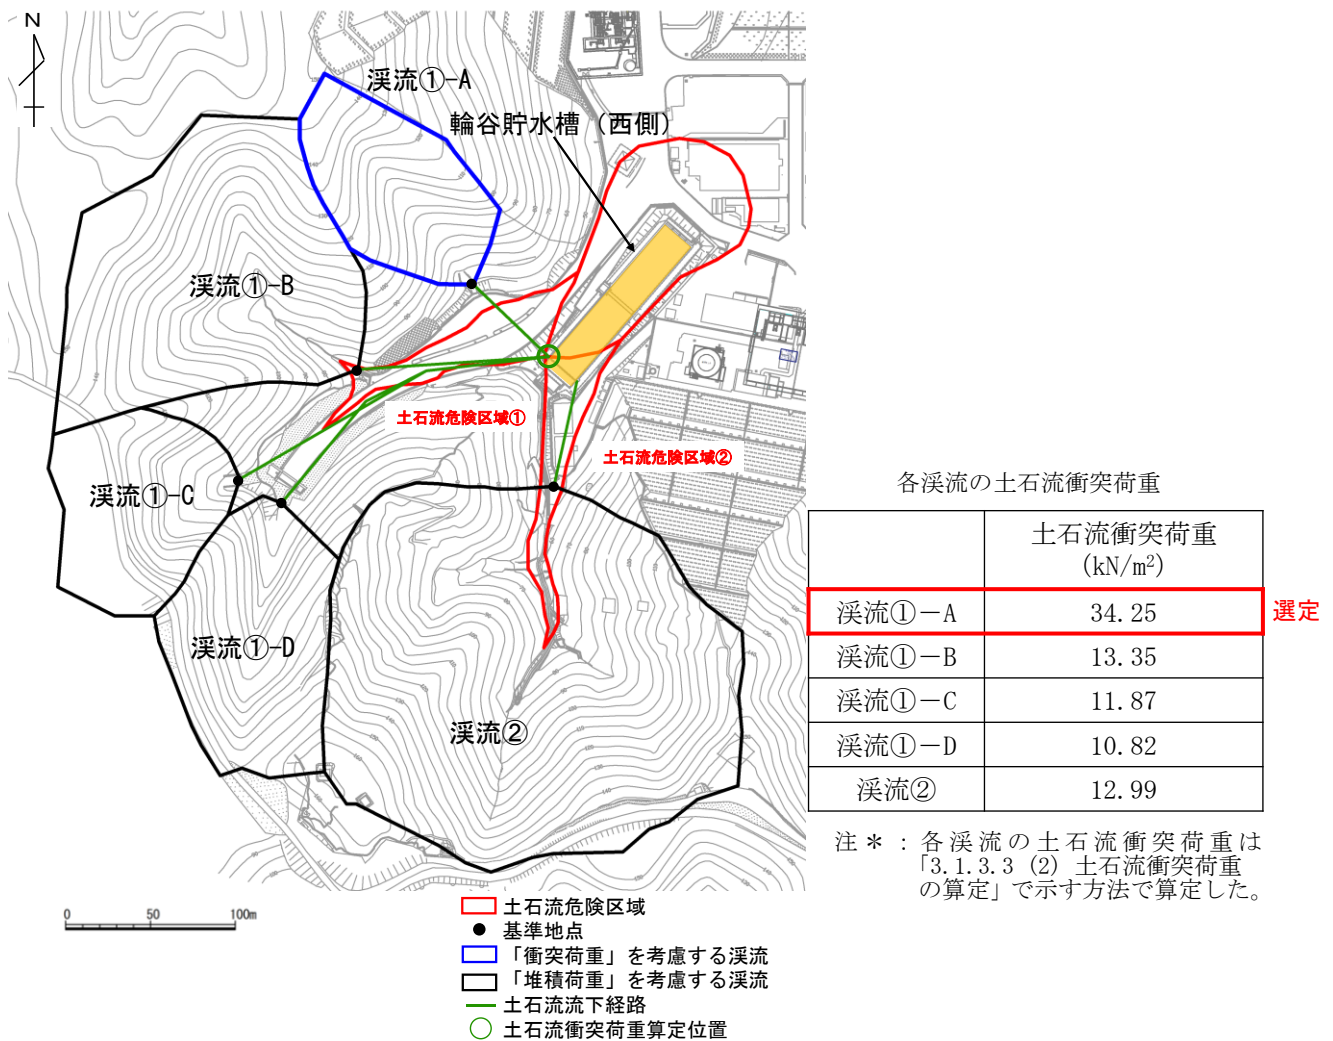 N
渓流①-A
輪谷貯水槽（西側）
渓流①-B
土石流危険区域①
土石流危険区域②
渓流①-C
渓流①-D
渓流②
0 50 100m
土石流危険区域
基準地点
「衝突荷重」を考慮する渓流
「堆積荷重」を考慮する渓流
土石流流下経路
土石流衝突荷重算定位置
各渓流の土石流衝突荷重
土石流衝突荷重
(kN/m²)
渓流①－A 34.25 選定
渓流①－B 13.35
渓流①－C 11.87
渓流①－D 10.82
渓流② 12.99
注＊：各渓流の土石流衝突荷重は
「3.1.3.3 (2) 土石流衝突荷重
の算定」で示す方法で算定した。